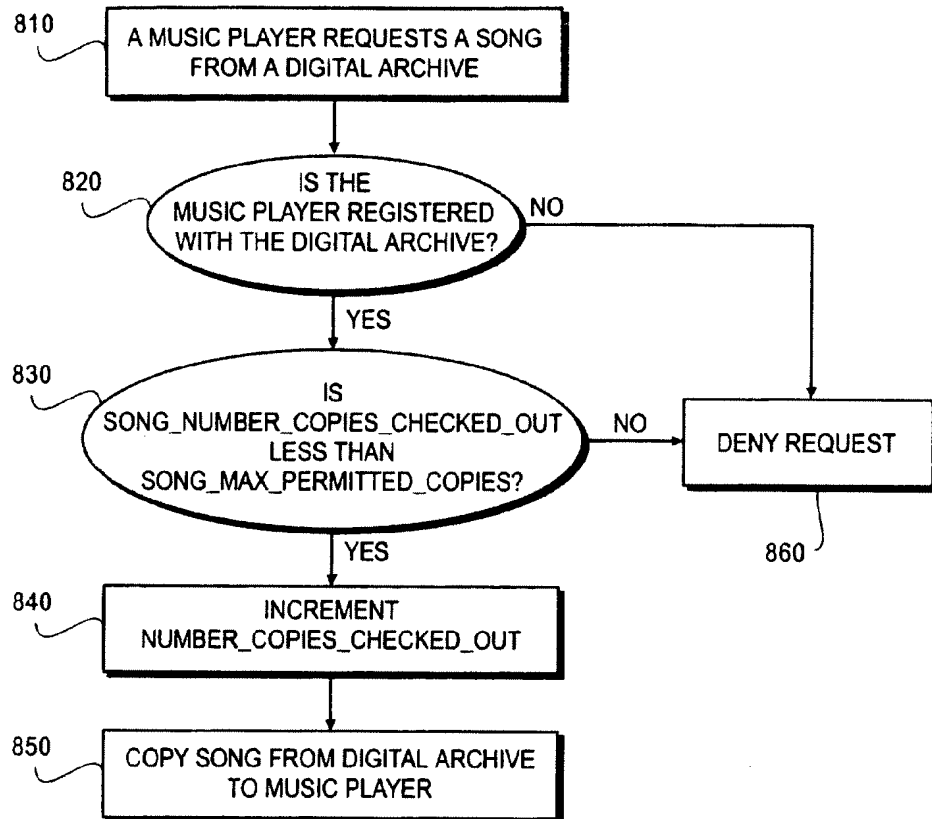 810
A MUSIC PLAYER REQUESTS A SONG
FROM A DIGITAL ARCHIVE
820
IS THE
MUSIC PLAYER REGISTERED
WITH THE DIGITAL ARCHIVE?
NO
YES
830
IS
SONG_NUMBER_COPIES_CHECKED_OUT
LESS THAN
SONG_MAX_PERMITTED_COPIES?
NO
DENY REQUEST
860
YES
840
INCREMENT
NUMBER_COPIES_CHECKED_OUT
850
COPY SONG FROM DIGITAL ARCHIVE
TO MUSIC PLAYER